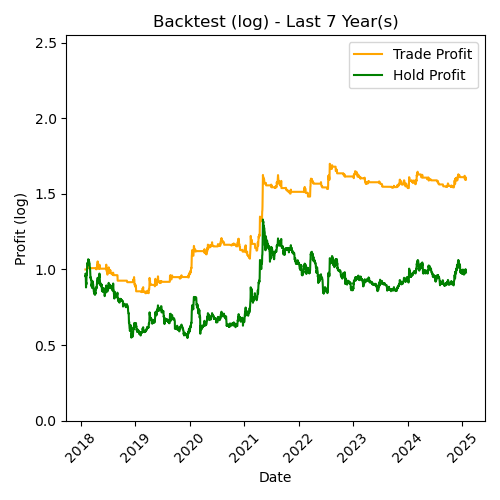 Backtest (log) - Last 7 Year(s)
Trade Profit
Hold Profit
Profit (log)
2.5
2.0
1.5
1.0
0.5
0.0
2018 2019 2020 2021 2022 2023 2024 2025
Date